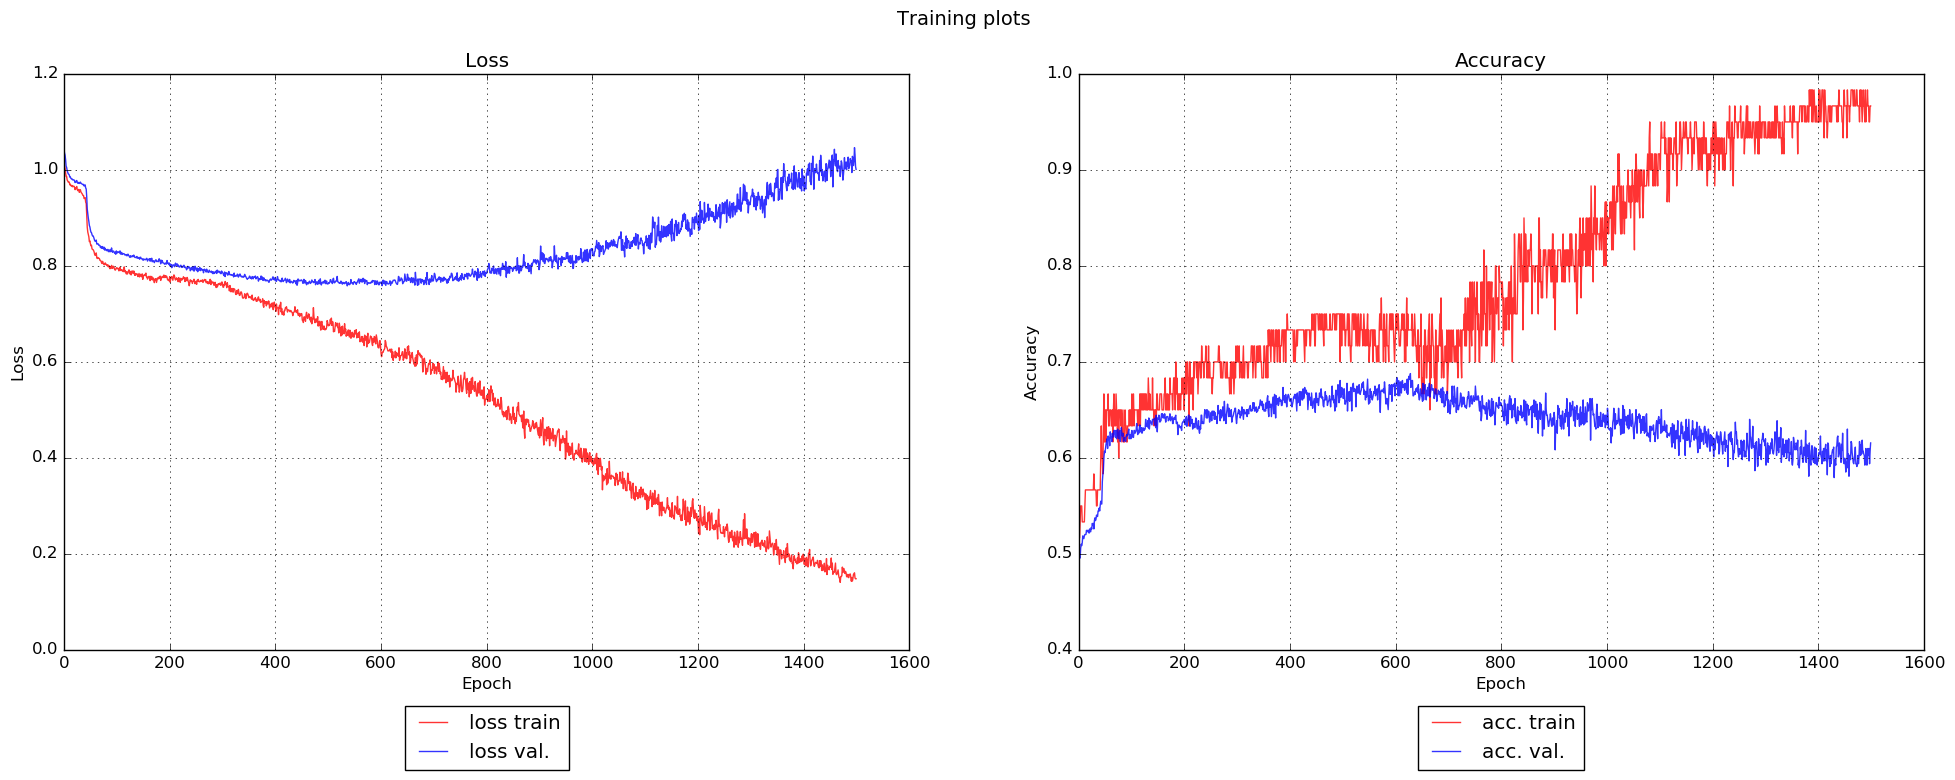 Training plots
Loss
1.2
1.0
0.8
0.6
0.4
0.2
0.0
Loss
0 200 400 600 800 1000 1200 1400 1600
Epoch
loss train
loss val.
Accuracy
1.0
0.9
0.8
0.7
0.6
0.5
0.4
Accuracy
0 200 400 600 800 1000 1200 1400 1600
Epoch
acc. train
acc. val.